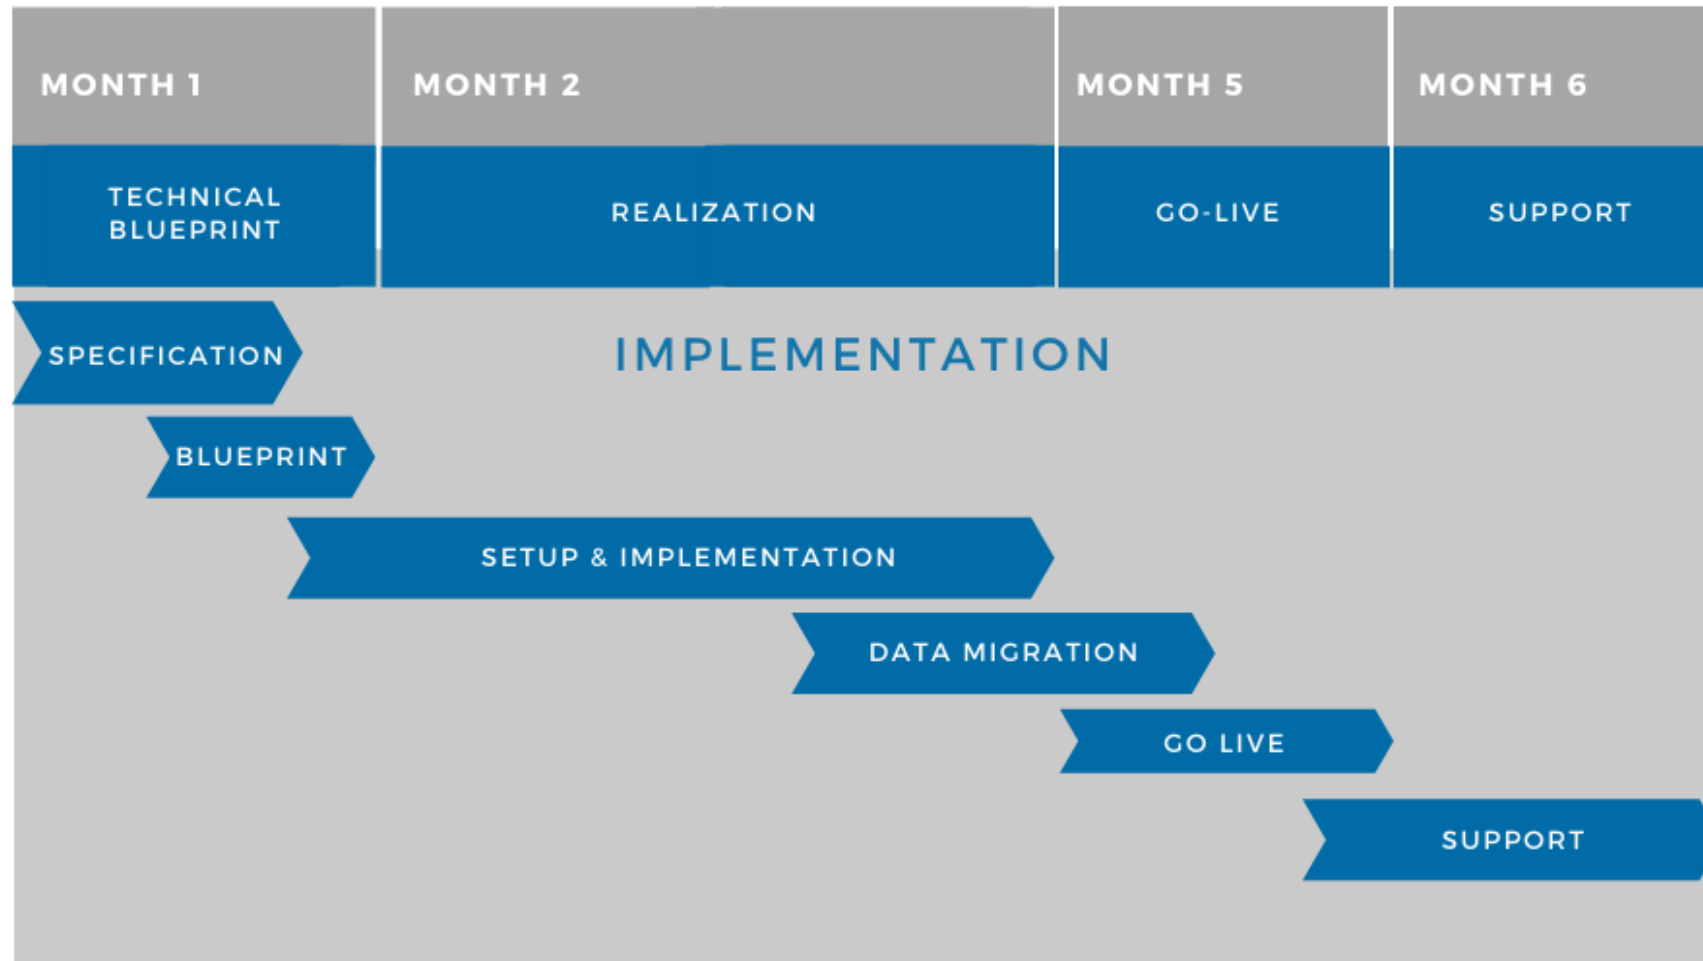 MONTH 1
MONTH 2
MONTH 5
MONTH 6
TECHNICAL
BLUEPRINT
REALIZATION
GO-LIVE
SUPPORT
SPECIFICATION
IMPLEMENTATION
BLUEPRINT
SETUP & IMPLEMENTATION
DATA MIGRATION
GO LIVE
SUPPORT